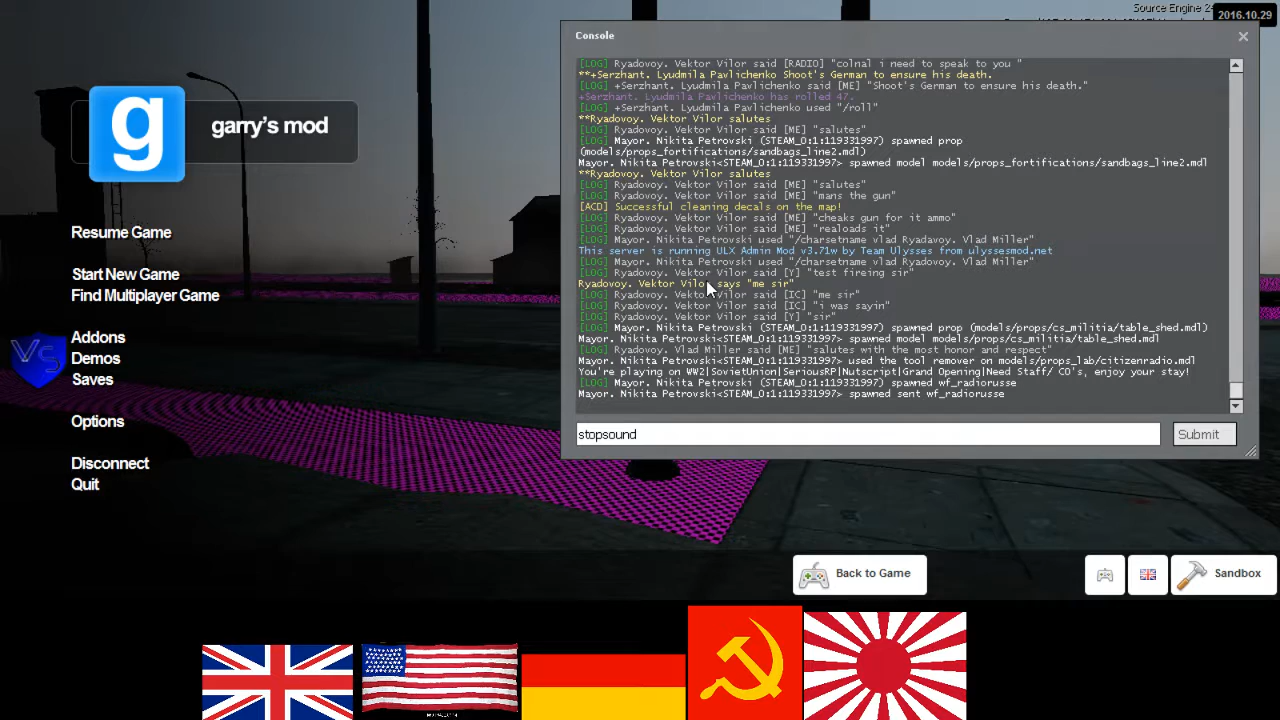 Source Engine 2
2016.10.29
Console
[LOG] Ryadovoy. Vektor Vilor said [RADIO] "colnal i need to speak to you "
**+Serzhant. Lyudmila Pavlichenko Shoot's German to ensure his death.
[LOG] +Serzhant. Lyudmila Pavlichenko said [ME] "Shoot's German to ensure his death."
+Serzhant. Lyudmila Pavlichenko has rolled 47.
[LOG] +Serzhant. Lyudmila Pavlichenko used "/roll"
**Ryadovoy. Vektor Vilor salutes
[LOG] Ryadovoy. Vektor Vilor said [ME] "salutes"
[LOG] Mayor. Nikita Petrovski (STEAM_0:1:119331997) spawned prop
(models/props_fortifications/sandbags_line2.mdl)
Mayor. Nikita Petrovski<STEAM_0:1:119331997> spawned model models/props_fortifications/sandbags_line2.mdl
**Ryadovoy. Vektor Vilor salutes
[LOG] Ryadovoy. Vektor Vilor said [ME] "salutes"
[LOG] Ryadovoy. Vektor Vilor said [ME] "mans the gun"
[ACD] Successful cleaning decals on the map!
[LOG] Ryadovoy. Vektor Vilor said [ME] "cheaks gun for it ammo"
[LOG] Ryadovoy. Vektor Vilor said [ME] "realoads it"
[LOG] Mayor. Nikita Petrovski used "/charsetname vlad Ryadavoy. Vlad Miller"
This server is running ULX Admin Mod v3.71w by Team Ulysses from ulyssesmod.net
[LOG] Mayor. Nikita Petrovski used "/charsetname vlad Ryadovoy. Vlad Miller"
[LOG] Ryadovoy. Vektor Vilor said [Y] "test fireing sir"
Ryadovoy. Vektor Vilor says "me sir"
[LOG] Ryadovoy. Vektor Vilor said [IC] "me sir"
[LOG] Ryadovoy. Vektor Vilor said [IC] "i was sayin"
[LOG] Ryadovoy. Vektor Vilor said [Y] "sir"
[LOG] Mayor. Nikita Petrovski (STEAM_0:1:119331997) spawned prop (models/props/cs_militia/table_shed.mdl)
Mayor. Nikita Petrovski<STEAM_0:1:119331997> spawned model models/props/cs_militia/table_shed.mdl
[LOG] Ryadovoy. Vlad Miller said [ME] "salutes with the most honor and respect"
Mayor. Nikita Petrovski<STEAM_0:1:119331997> used the tool remover on models/props_lab/citizenradio.mdl
You're playing on WW2|SovietUnion|SeriousRP|Nutscript|Grand Opening|Need Staff/ CO's, enjoy your stay!
[LOG] Mayor. Nikita Petrovski (STEAM_0:1:119331997) spawned wf_radiorusse
Mayor. Nikita Petrovski<STEAM_0:1:119331997> spawned sent wf_radiorusse
stopsound
Submit
g
garry's mod
Resume Game
Start New Game
Find Multiplayer Game
VS
Addons
Demos
Saves
Options
Disconnect
Quit
Back to Game
Sandbox